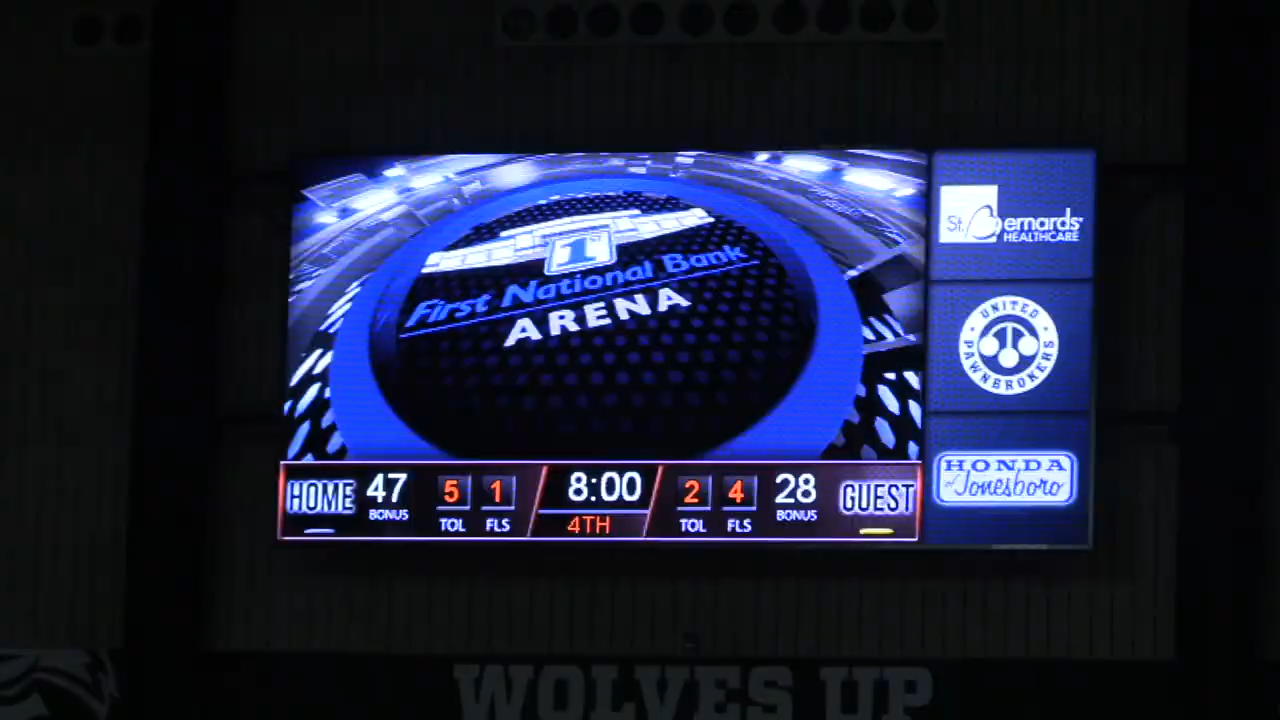 1
First National Bank
ARENA
St. Bernards
HEALTHCARE
UNITED PAWNBROKERS
HONDA
of Jonesboro
HOME 47 5 1 8:00 2 4 28 GUEST
BONUS TOL FLS 4TH TOL FLS BONUS
WOLVES UP